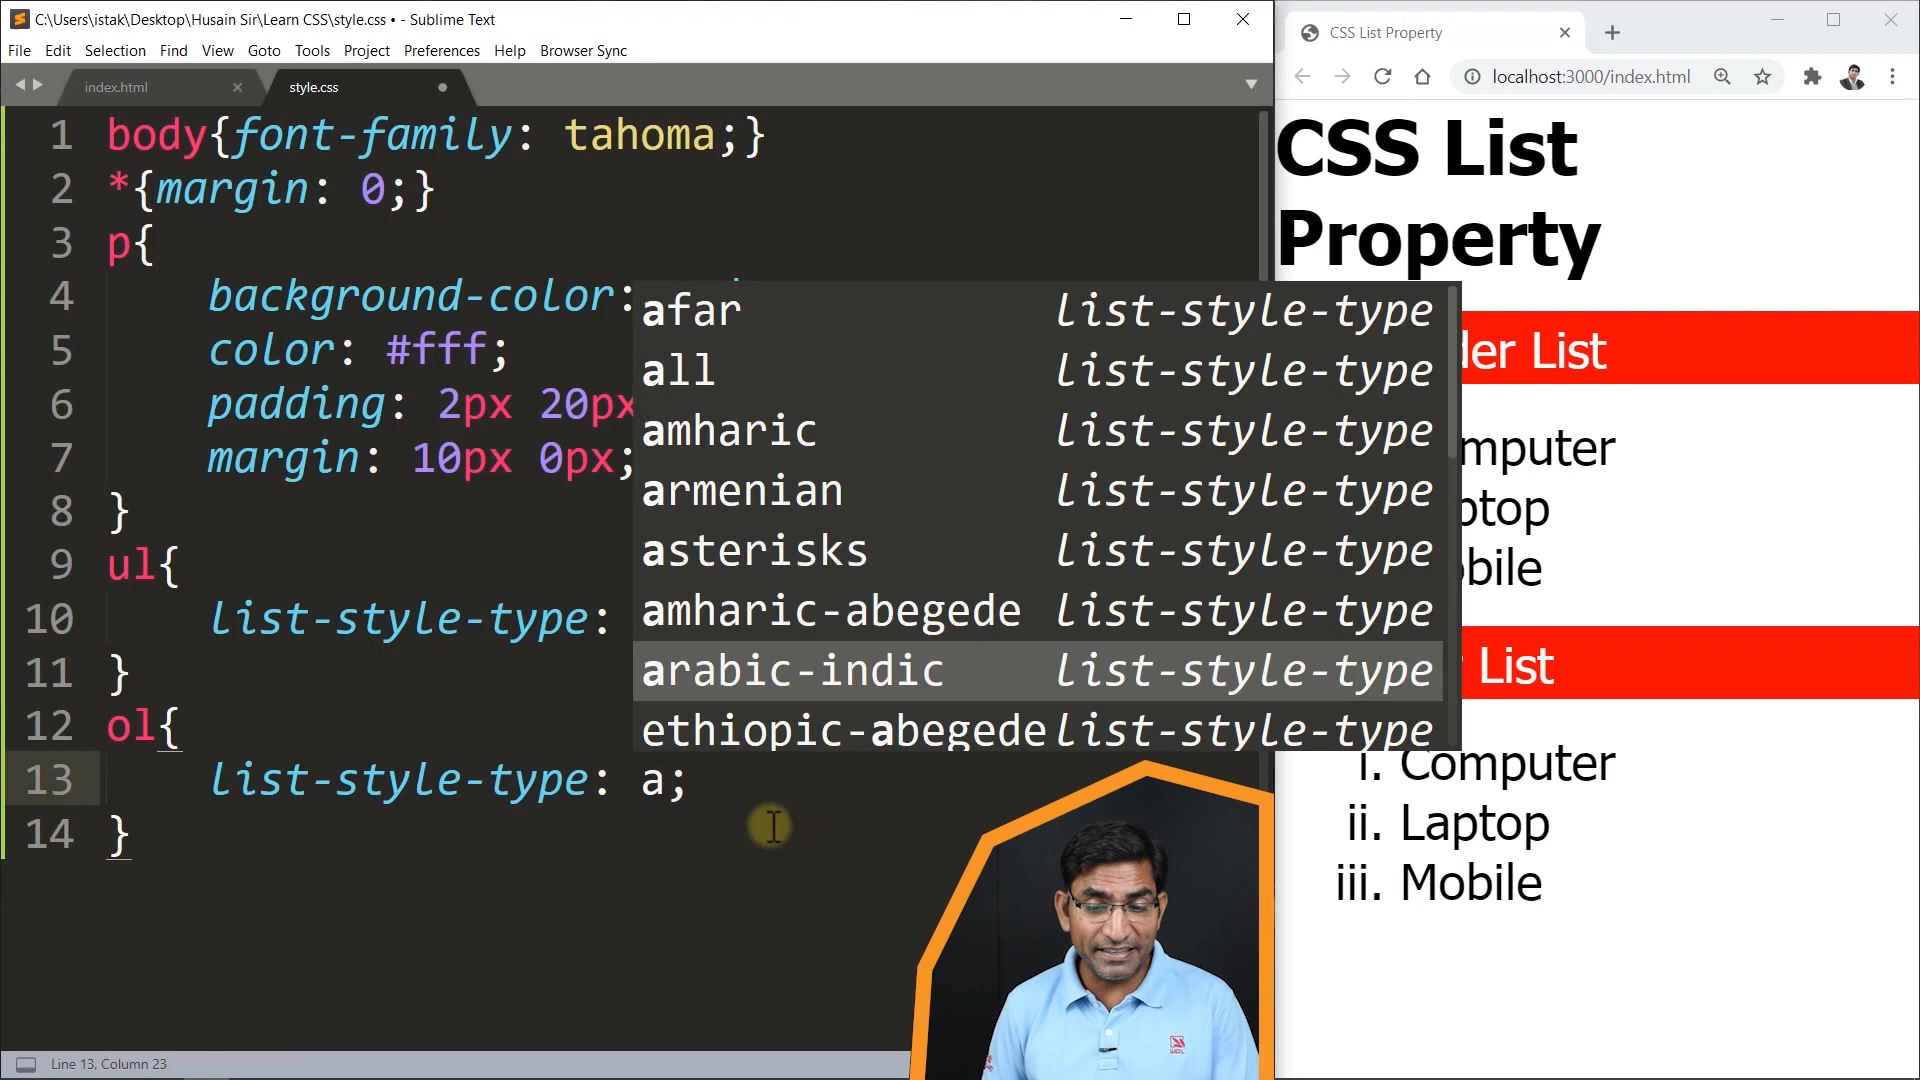 C:\Users\istak\Desktop\Husain Sir\Learn CSS\style.css • - Sublime Text
File Edit Selection Find View Goto Tools Project Preferences Help Browser Sync
index.html
style.css
1 body{font-family: tahoma;}
2 *{margin: 0;}
3 p{
4 background-color:
5 color: #fff;
6 padding: 2px 20px
7 margin: 10px 0px;
8 }
9 ul{
10 list-style-type:
11 }
12 ol{
13 list-style-type: a;
14 }
afar list-style-type
all list-style-type
amharic list-style-type
armenian list-style-type
asterisks list-style-type
amharic-abegede list-style-type
arabic-indic list-style-type
ethiopic-abegede list-style-type
Line 13, Column 23
WDL
CSS List Property
localhost:3000/index.html
CSS List
Property
der List
mputer
ptop
bile
List
i. Computer
ii. Laptop
iii. Mobile